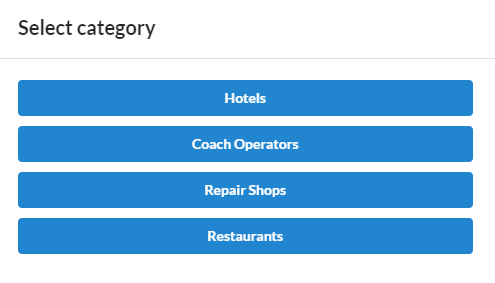 Select category
Hotels
Coach Operators
Repair Shops
Restaurants